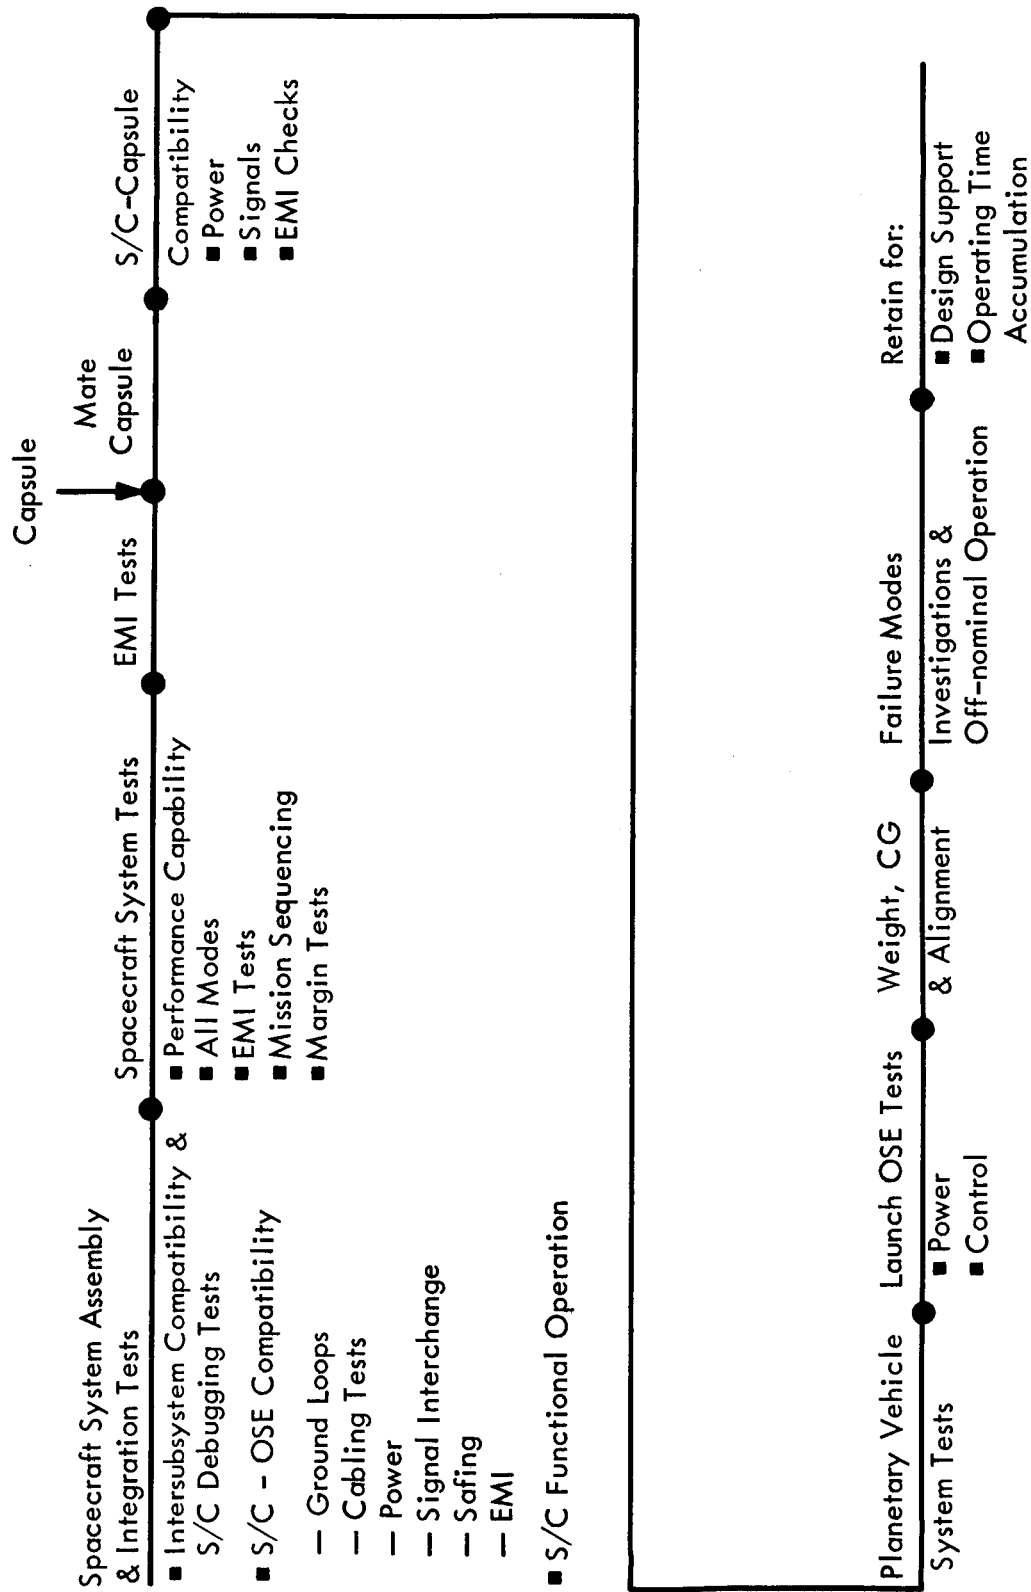 Capsule
Spacecraft System Assembly
& Integration Tests
■ Intersubsystem Compatibility &
S/C Debugging Tests
■ S/C - OSE Compatibility
— Ground Loops
— Cabling Tests
— Power
— Signal Interchange
— Safing
— EMI
■ S/C Functional Operation
Spacecraft System Tests
■ Performance Capability
■ All Modes
■ EMI Tests
■ Mission Sequencing
■ Margin Tests
EMI Tests
Mate
Capsule
S/C-Capsule
Compatibility
■ Power
■ Signals
■ EMI Checks
Planetary Vehicle
System Tests
Launch OSE Tests
■ Power
■ Control
Weight, CG
& Alignment
Failure Modes
Investigations &
Off-nominal Operation
Retain for:
■ Design Support
■ Operating Time
Accumulation